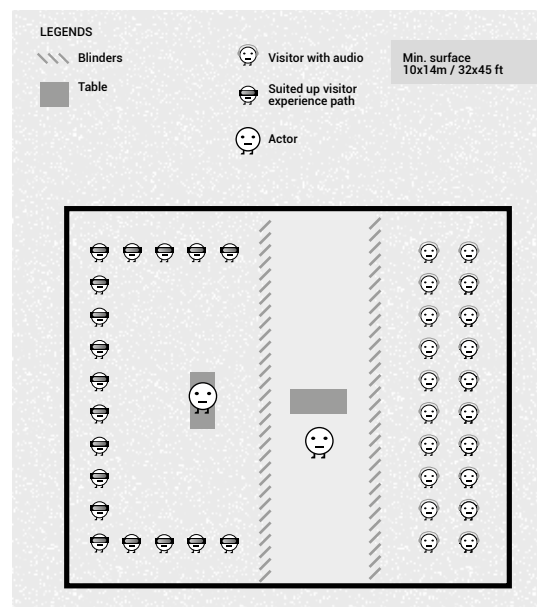 LEGENDS
Blinders
Table
Visitor with audio
Suited up visitor
experience path
Actor
Min. surface
10x14m / 32x45 ft